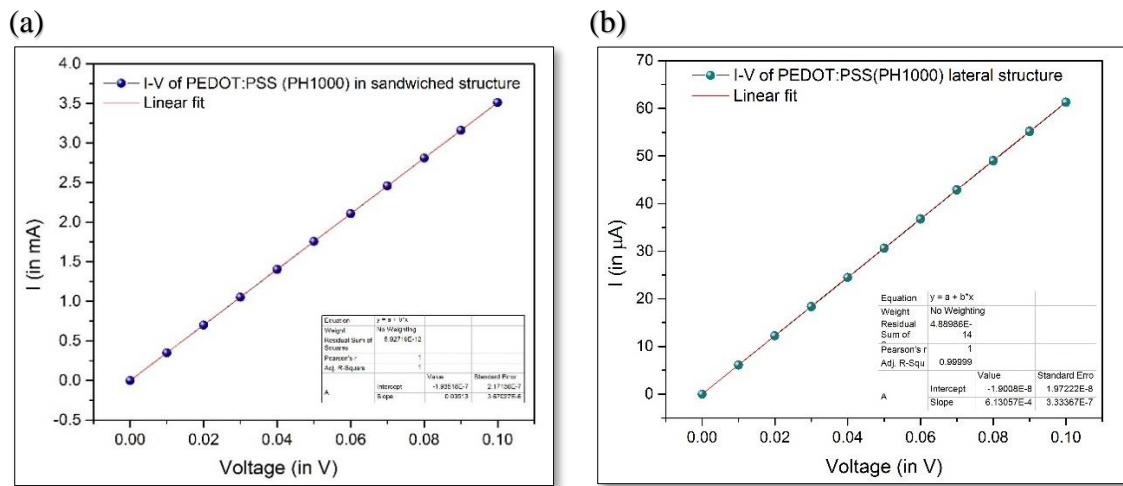 (a)
I-V of PEDOT:PSS (PH1000) in sandwiched structure
Linear fit
I (in mA)
4.0
3.5
3.0
2.5
2.0
1.5
1.0
0.5
0.0
-0.5
Equation y = a + b*x
Weight No Weighting
Residual Sum of
Squares
Pearson's r 1
Adj. R-Square 1
Value Standard Error
A
Intercept
Slope 0.03513
0.00 0.02 0.04 0.06 0.08 0.10
Voltage (in V)
(b)
I-V of PEDOT:PSS(PH1000) lateral structure
Linear fit
I (in µA)
70
60
50
40
30
20
10
0
Equation y = a + b*x
Weight No Weighting
Residual 4.88986E-
Sum of 14
Pearson's r 1
Adj. R-Squ 0.99999
Value Standard Erro
A
Intercept -1.9008E-8 1.97222E-8
Slope 6.13057E-4 3.33367E-7
0.00 0.02 0.04 0.06 0.08 0.10
Voltage (in V)